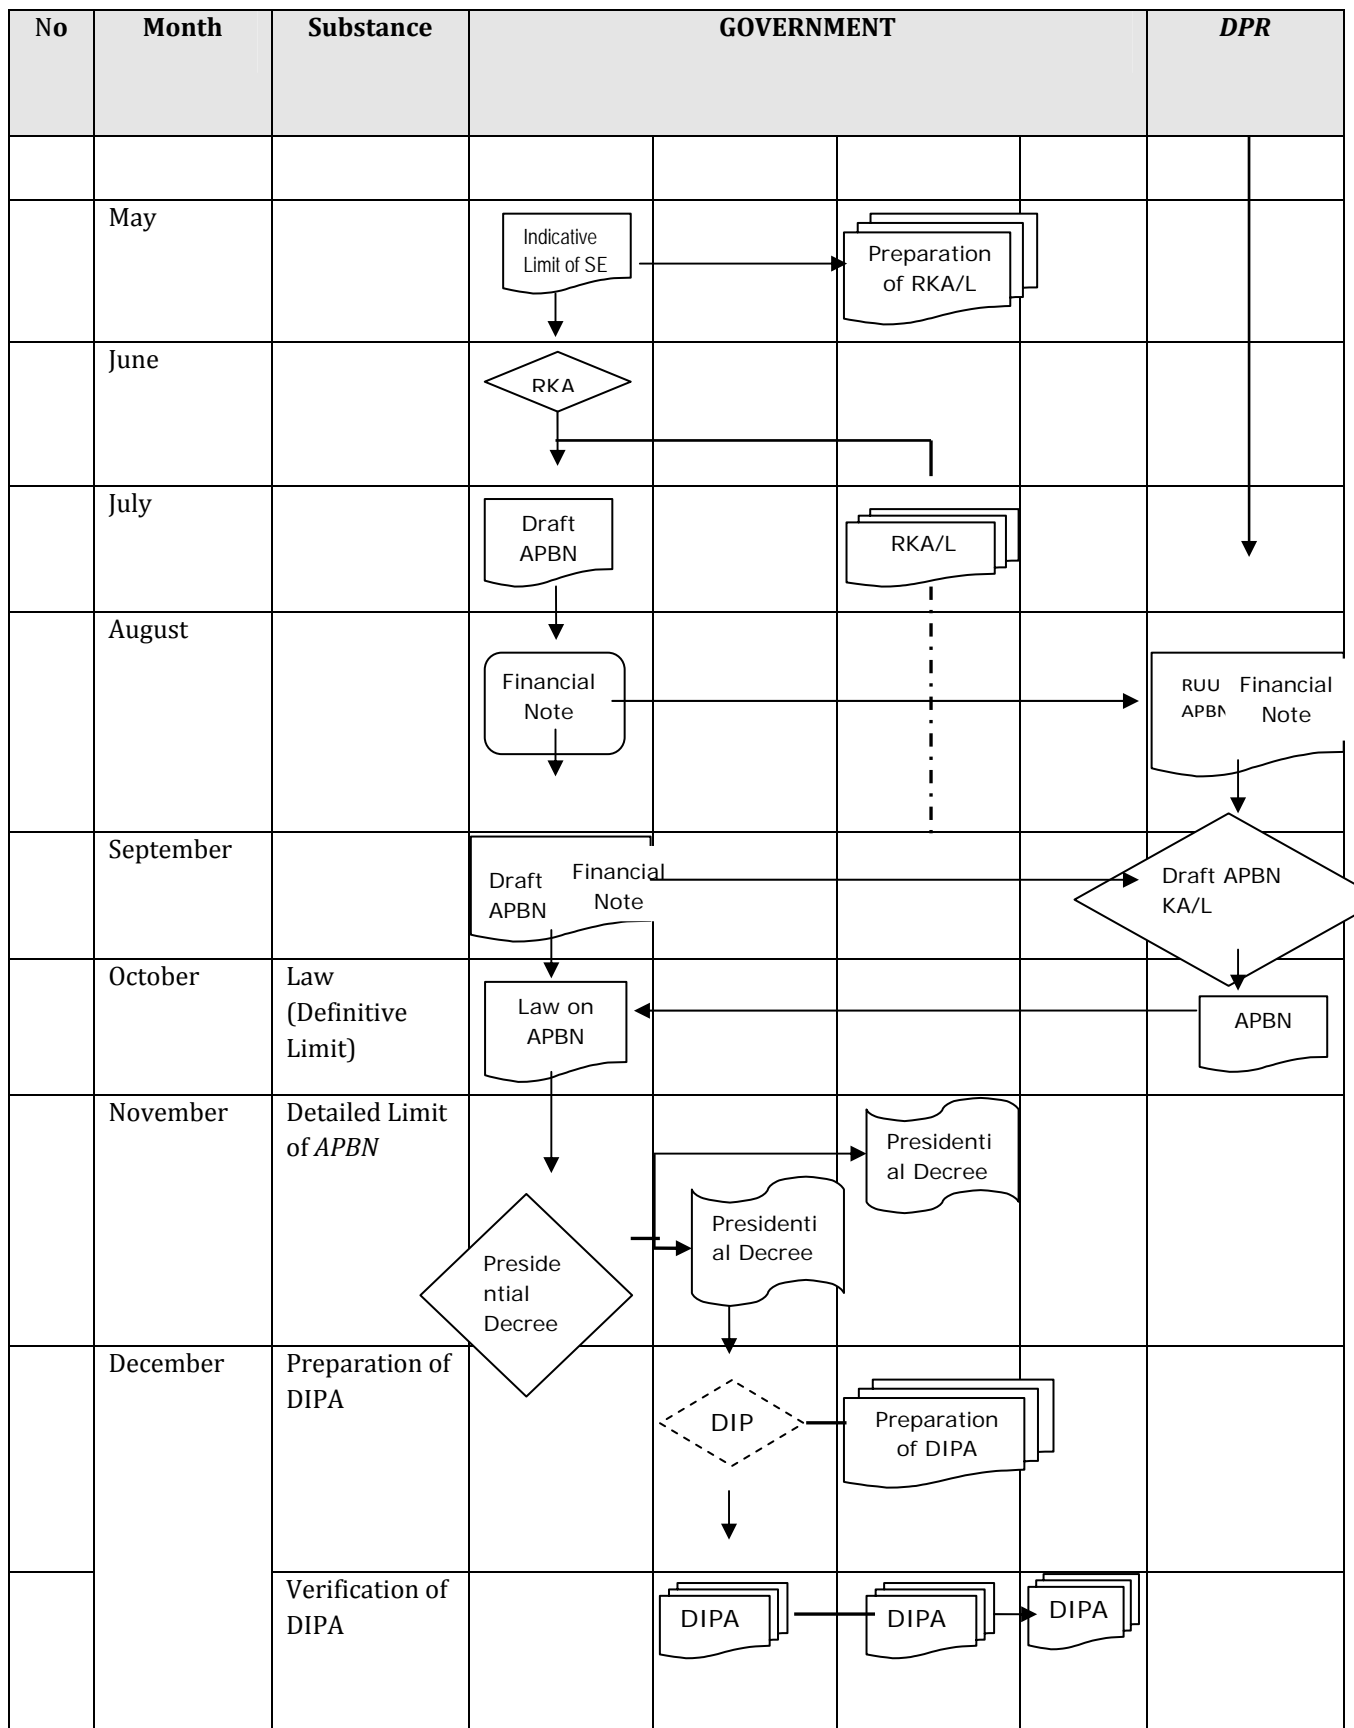 No Month Substance GOVERNMENT DPR
May
Indicative
Limit of SE
Preparation
of RKA/L
June
RKA
July
Draft
APBN
RKA/L
August
Financial
Note
RUU
APBN
Financial
Note
September
Draft
APBN
Financial
Note
Draft APBN
KA/L
October
Law
(Definitive
Limit)
Law on
APBN
APBN
November
Detailed Limit
of APBN
Presidenti
al Decree
Presidenti
al Decree
Preside
ntial
Decree
December
Preparation of
DIPA
DIP
Preparation
of DIPA
Verification of
DIPA
DIPA
DIPA
DIPA